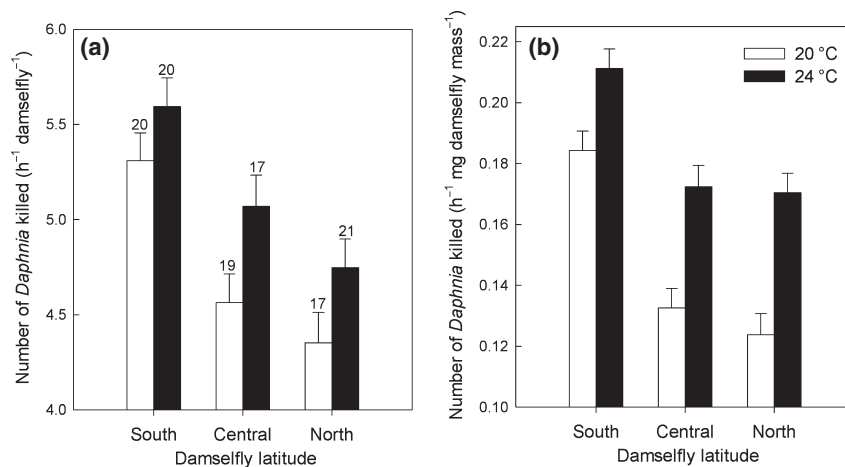 (a)
Number of Daphnia killed (h⁻¹ damselfly⁻¹)
6.0
5.5
5.0
4.5
4.0
20
20
19
17
17
21
South Central North
Damselfly latitude
(b)
Number of Daphnia killed (h⁻¹ mg damselfly mass⁻¹)
0.22
0.20
0.18
0.16
0.14
0.12
0.10
20 °C
24 °C
South Central North
Damselfly latitude